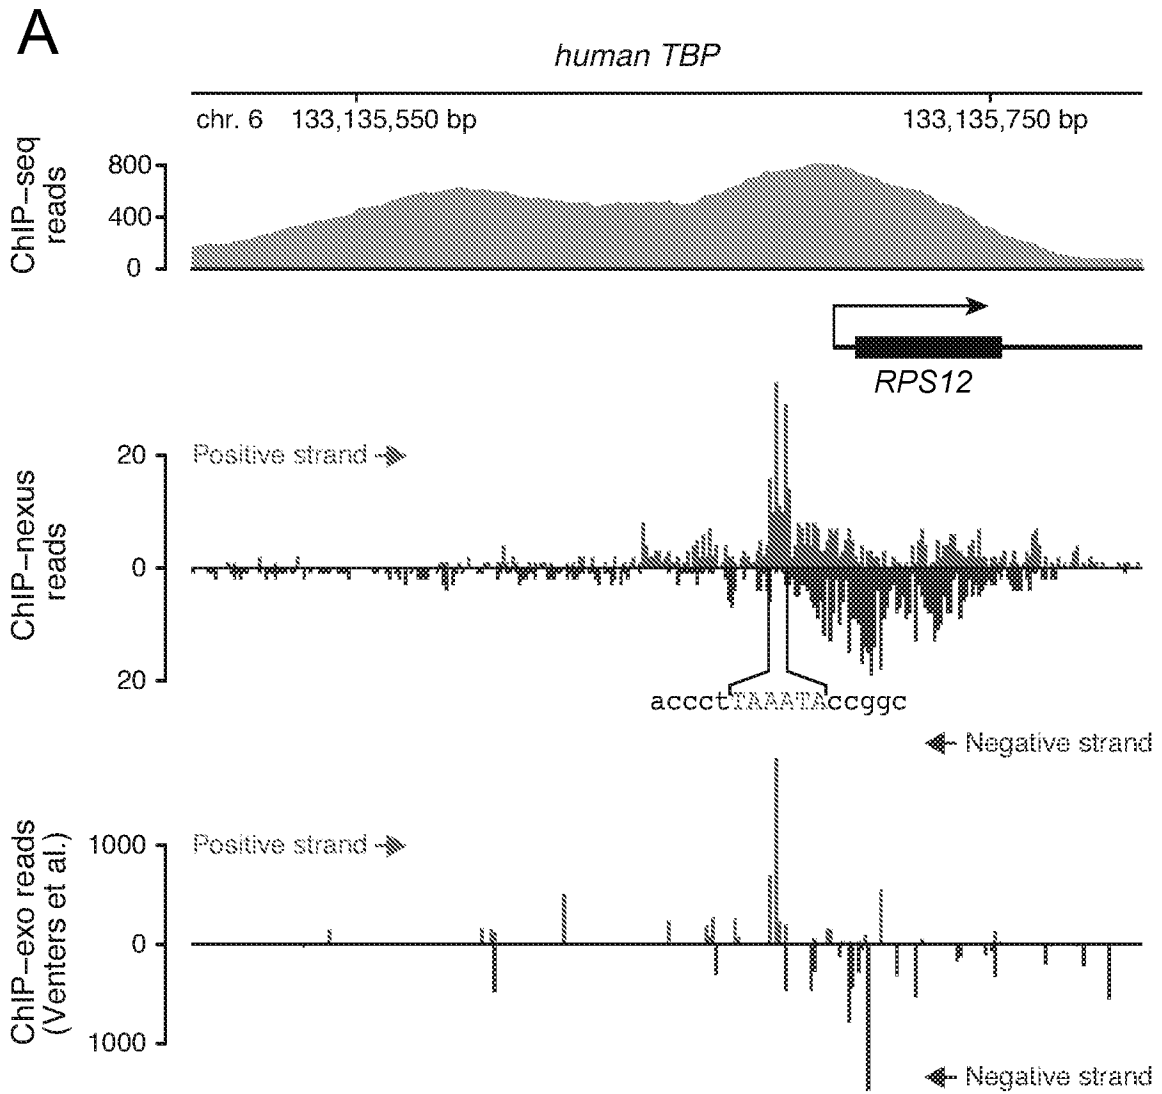 A
human TBP
chr. 6 133,135,550 bp 133,135,750 bp
ChIP–seq
reads
800
400
0
RPS12
ChIP–nexus
reads
20
0
20
Positive strand
accctTAAATAccggc
Negative strand
ChIP–exo reads
(Venters et al.)
1000
0
1000
Positive strand
Negative strand